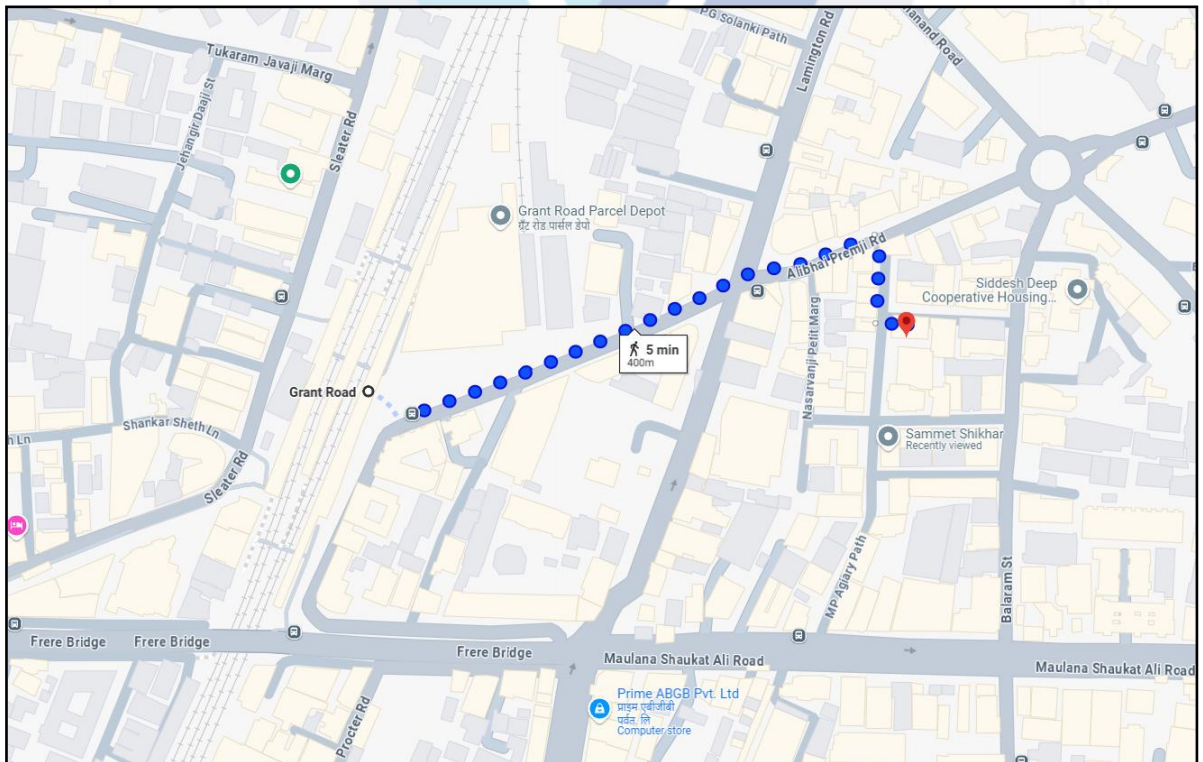 PG Solanki Path
Lamington Rd
anand Road
Tukaram Javaji Marg
Jehangir Daaji St
Sleater Rd
Grant Road Parcel Depot
ग्रँट रोड पार्सल डेपो
Alibhai Premji Rd
Siddesh Deep
Cooperative Housing...
Nasarvanji Petit Marg
5 min
400m
Grant Road
Shankar Sheth Ln
h Ln
Sleater Rd
Sammet Shikhar
Recently viewed
MP Agiary Path
Balaram St
Frere Bridge
Frere Bridge
Frere Bridge
Maulana Shaukat Ali Road
Maulana Shaukat Ali Road
Procter Rd
Prime ABGB Pvt. Ltd
प्राइम एबीजीबी
पर्वत. लि
Computer store